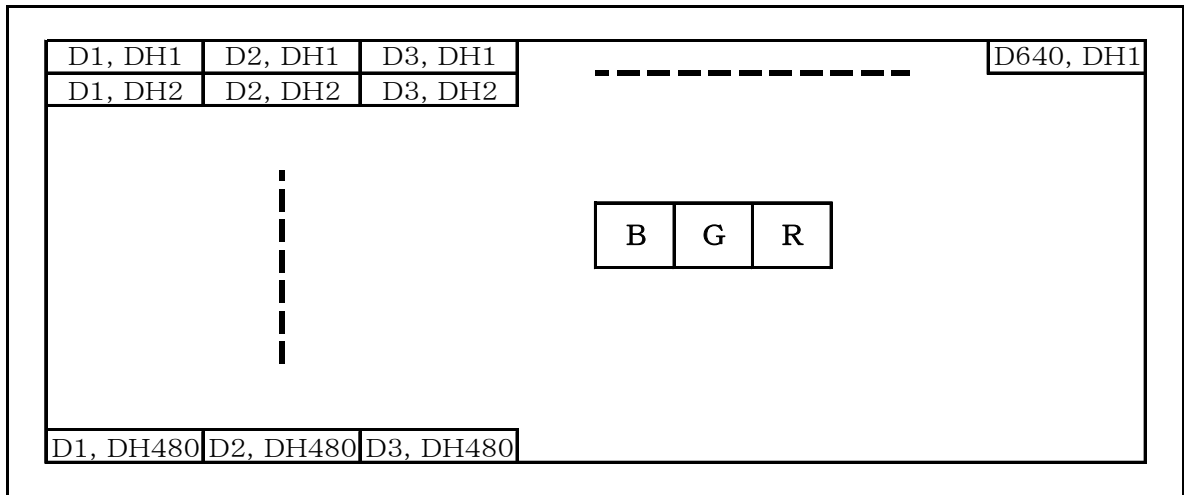 D1, DH1 D2, DH1 D3, DH1 D640, DH1
D1, DH2 D2, DH2 D3, DH2
B G R
D1, DH480 D2, DH480 D3, DH480